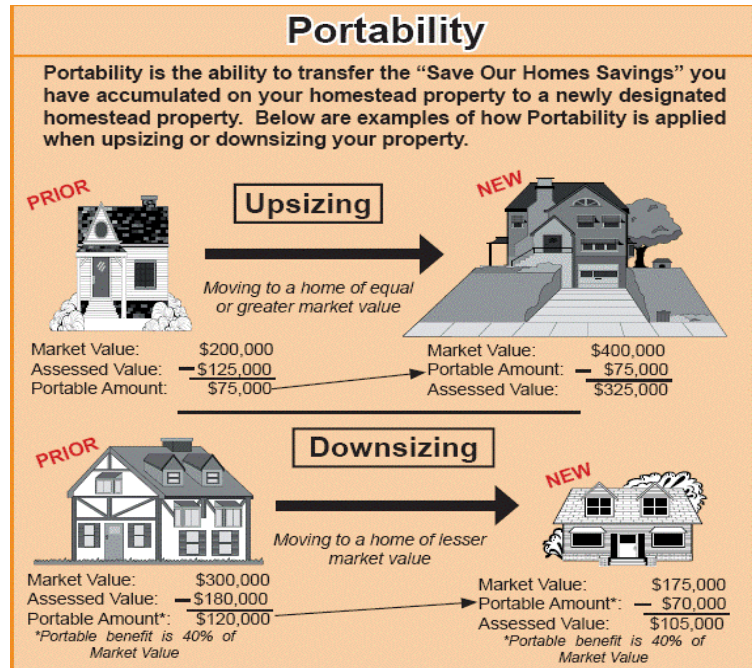 Portability
Portability is the ability to transfer the “Save Our Homes Savings” you
have accumulated on your homestead property to a newly designated
homestead property. Below are examples of how Portability is applied
when upsizing or downsizing your property.
PRIOR
Upsizing
NEW
Moving to a home of equal
or greater market value
Market Value: $200,000
Assessed Value: – $125,000
Portable Amount: $75,000
Market Value: $400,000
Portable Amount: – $75,000
Assessed Value: $325,000
PRIOR
Downsizing
NEW
Moving to a home of lesser
market value
Market Value: $300,000
Assessed Value: – $180,000
Portable Amount*: $120,000
*Portable benefit is 40% of
Market Value
Market Value: $175,000
Portable Amount*: – $70,000
Assessed Value: $105,000
*Portable benefit is 40% of
Market Value